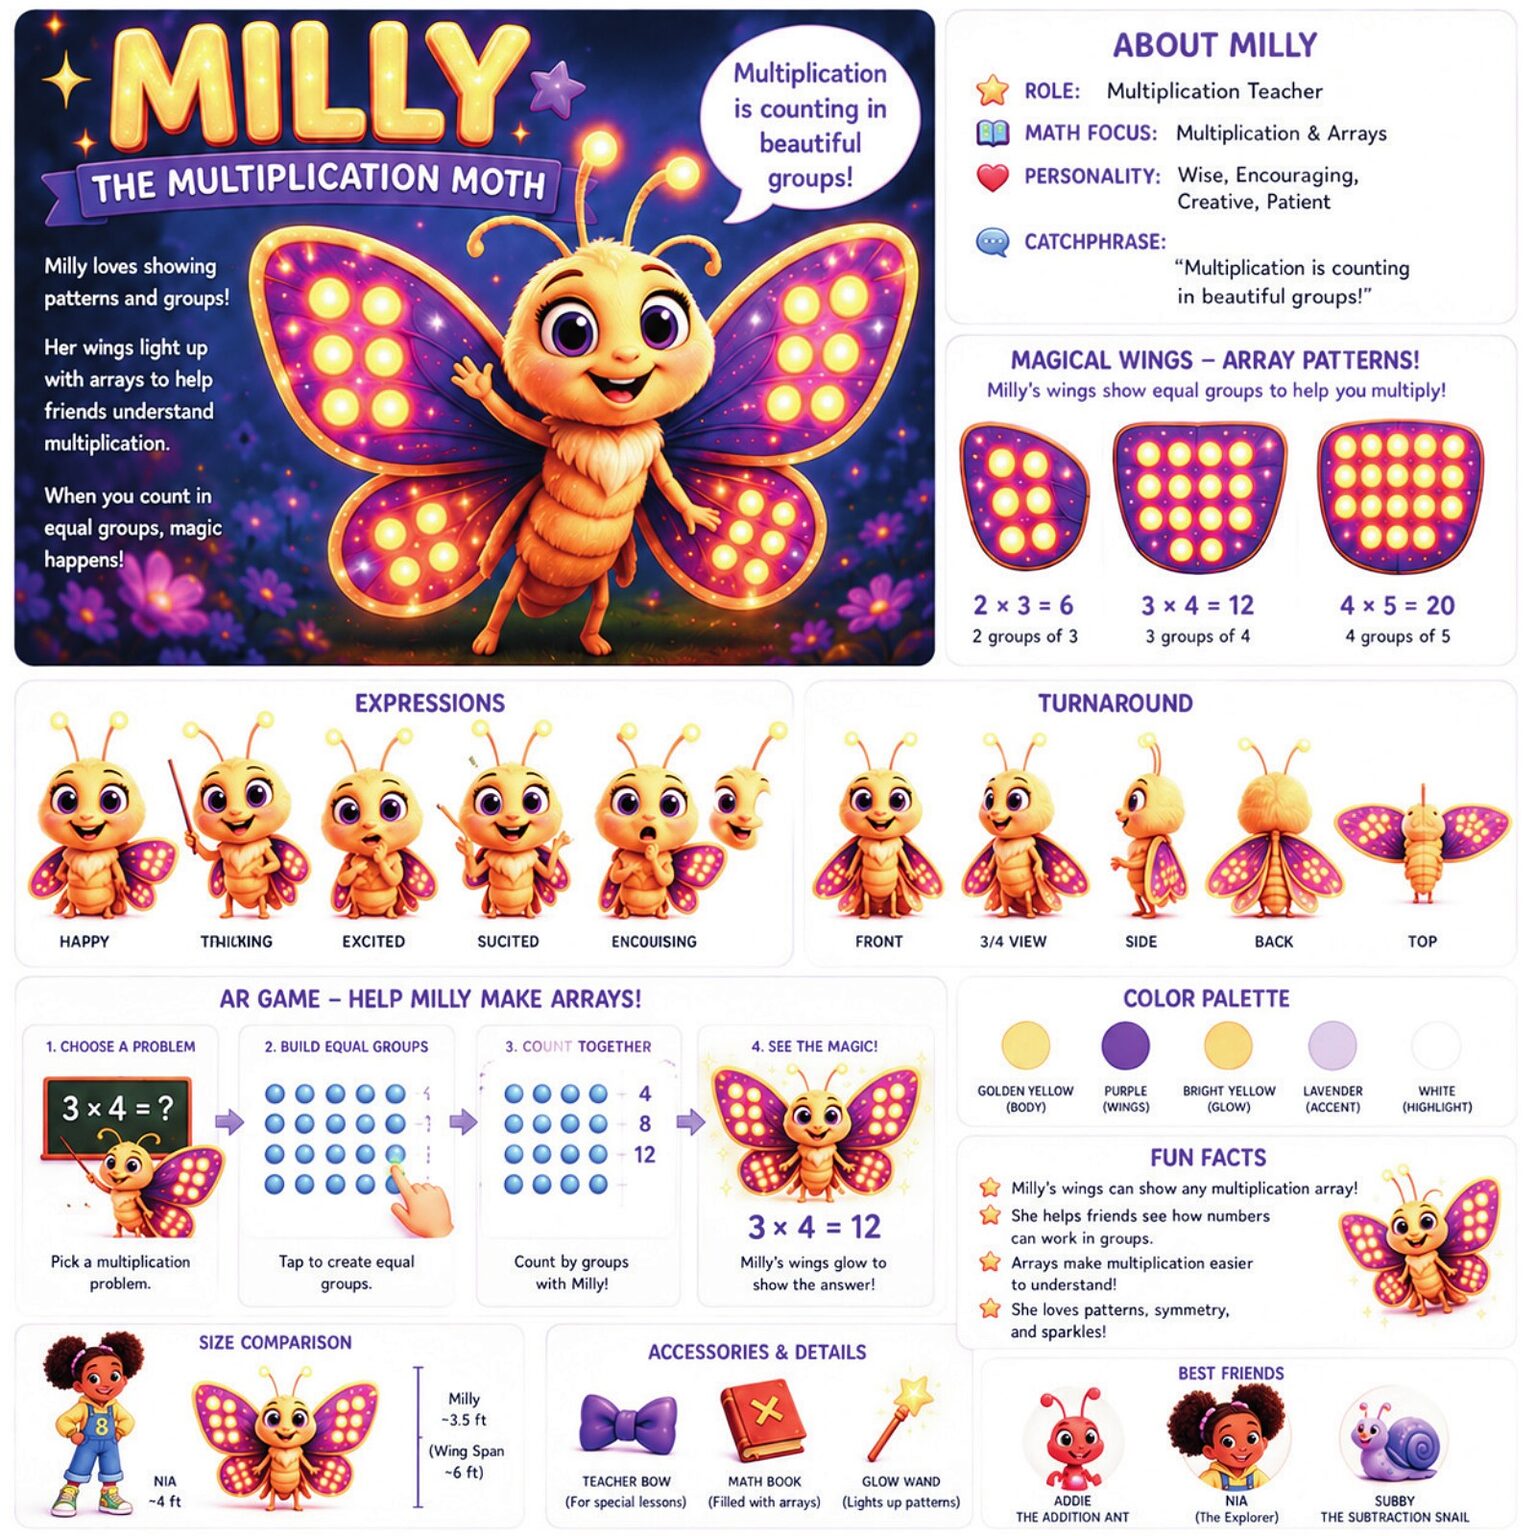 MILLY
THE MULTIPLICATION MOTH
Multiplication
is counting in
beautiful
groups!
Milly loves showing
patterns and groups!
Her wings light up
with arrays to help
friends understand
multiplication.
When you count in
equal groups, magic
happens!
ABOUT MILLY
ROLE: Multiplication Teacher
MATH FOCUS: Multiplication & Arrays
PERSONALITY: Wise, Encouraging,
Creative, Patient
CATCHPHRASE:
“Multiplication is counting
in beautiful groups!”
MAGICAL WINGS – ARRAY PATTERNS!
Milly's wings show equal groups to help you multiply!
2 × 3 = 6
2 groups of 3
3 × 4 = 12
3 groups of 4
4 × 5 = 20
4 groups of 5
EXPRESSIONS
HAPPY
EXCITED
SUCITED
ENCOUISING
TURNAROUND
FRONT
3/4 VIEW
SIDE
BACK
TOP
AR GAME – HELP MILLY MAKE ARRAYS!
1. CHOOSE A PROBLEM
3 × 4 = ?
Pick a multiplication
problem.
2. BUILD EQUAL GROUPS
Tap to create equal
groups.
3. COUNT TOGETHER
4
8
12
Count by groups
with Milly!
4. SEE THE MAGIC!
3 × 4 = 12
Milly's wings glow to
show the answer!
COLOR PALETTE
GOLDEN YELLOW
(BODY)
PURPLE
(WINGS)
BRIGHT YELLOW
(GLOW)
LAVENDER
(ACCENT)
WHITE
(HIGHLIGHT)
FUN FACTS
Milly's wings can show any multiplication array!
She helps friends see how numbers
can work in groups.
Arrays make multiplication easier
to understand!
She loves patterns, symmetry,
and sparkles!
SIZE COMPARISON
8
NIA
~4 ft
Milly
~3.5 ft
(Wing Span
~6 ft)
ACCESSORIES & DETAILS
TEACHER BOW
(For special lessons)
MATH BOOK
(Filled with arrays)
GLOW WAND
(Lights up patterns)
BEST FRIENDS
ADDIE
THE ADDITION ANT
NIA
(The Explorer)
SUBBY
THE SUBTRACTION SNAIL